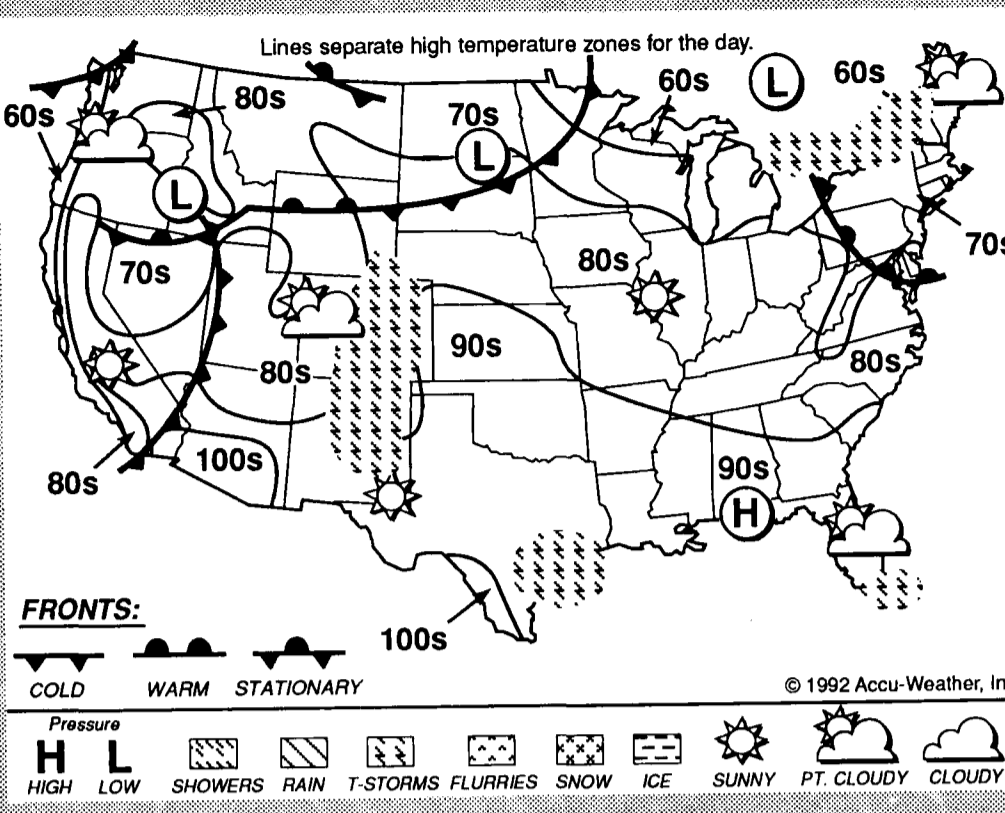 Lines separate high temperature zones for the day.
60s
80s
70s
60s
60s
L
L
L
70s
70s
80s
90s
80s
80s
100s
80s
90s
H
100s
FRONTS:
COLD
WARM
STATIONARY
© 1992 Accu-Weather, In
Pressure
H
L
HIGH
LOW
SHOWERS
RAIN
T-STORMS
FLURRIES
SNOW
ICE
SUNNY
PT. CLOUDY
CLOUDY